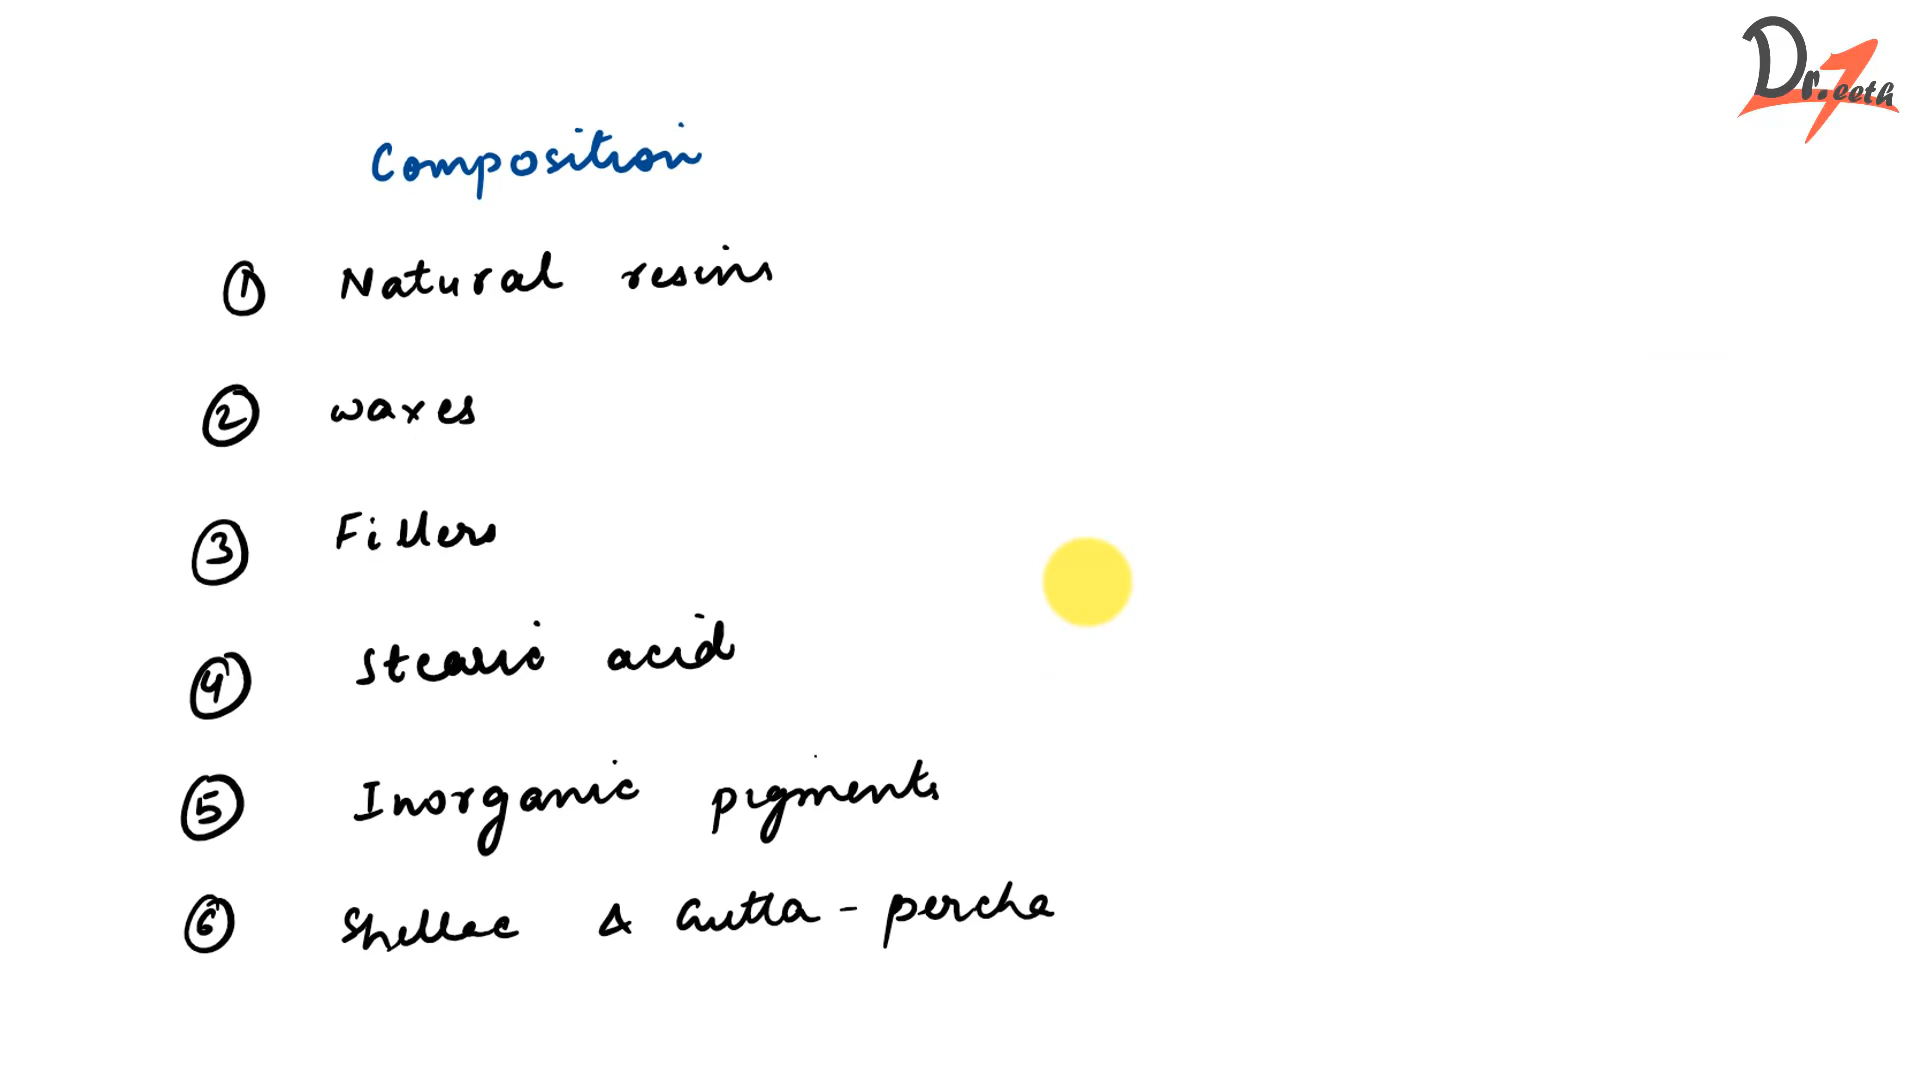 Dr. Teeth
Composition
1 Natural resins
2 waxes
3 Fillers
4 Stearic acid
5 Inorganic pigments
6 Shellac & Gutta - percha